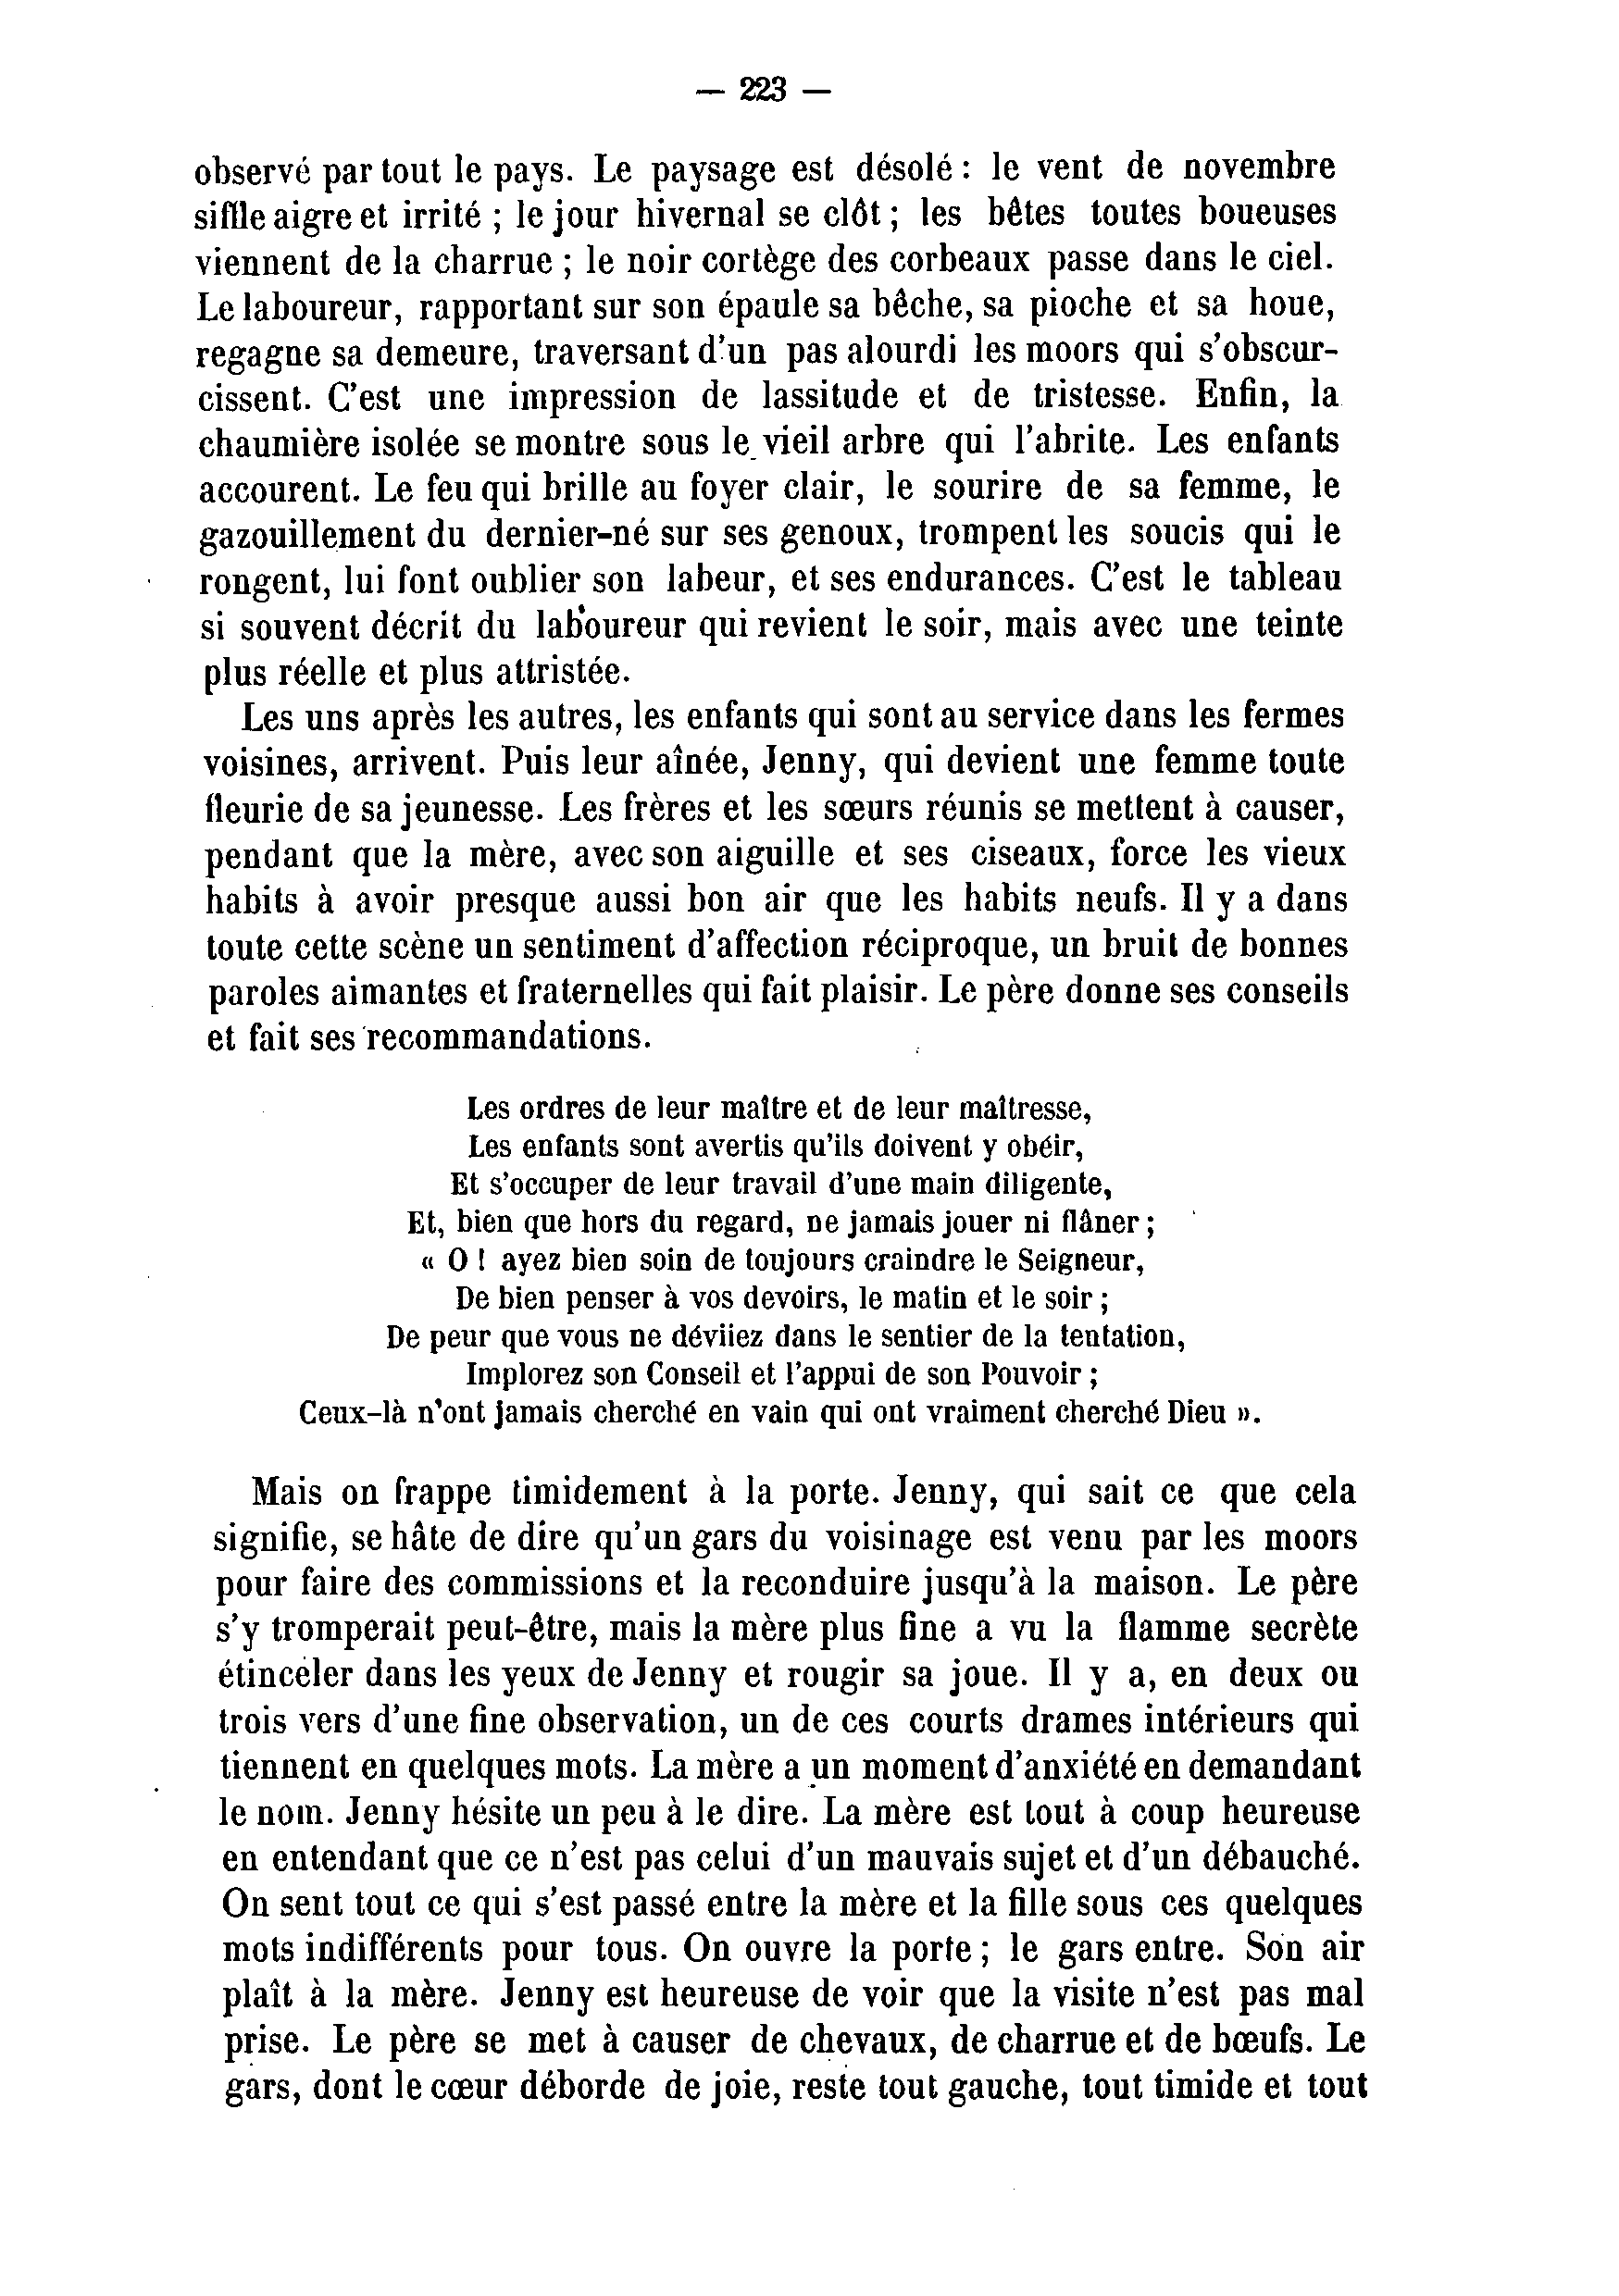 — 223 —
observé par tout le pays. Le paysage est désolé : le vent de novembre
siffle aigre et irrité ; le jour hivernal se clôt ; les bêtes toutes boueuses
viennent de la charrue ; le noir cortège des corbeaux passe dans le ciel.
Le laboureur, rapportant sur son épaule sa bêche, sa pioche et sa houe,
regagne sa demeure, traversant d'un pas alourdi les moors qui s'obscur-
cissent. C'est une impression de lassitude et de tristesse. Enfin, la
chaumière isolée se montre sous le vieil arbre qui l'abrite. Les enfants
accourent. Le feu qui brille au foyer clair, le sourire de sa femme, le
gazouillement du dernier-né sur ses genoux, trompent les soucis qui le
rongent, lui font oublier son labeur, et ses endurances. C'est le tableau
si souvent décrit du laboureur qui revient le soir, mais avec une teinte
plus réelle et plus attristée.
Les uns après les autres, les enfants qui sont au service dans les fermes
voisines, arrivent. Puis leur aînée, Jenny, qui devient une femme toute
fleurie de sa jeunesse. Les frères et les sœurs réunis se mettent à causer,
pendant que la mère, avec son aiguille et ses ciseaux, force les vieux
habits à avoir presque aussi bon air que les habits neufs. Il y a dans
toute cette scène un sentiment d'affection réciproque, un bruit de bonnes
paroles aimantes et fraternelles qui fait plaisir. Le père donne ses conseils
et fait ses recommandations.
Les ordres de leur maître et de leur maîtresse,
Les enfants sont avertis qu'ils doivent y obéir,
Et s'occuper de leur travail d'une main diligente,
Et, bien que hors du regard, ne jamais jouer ni flâner ;
« O ! ayez bien soin de toujours craindre le Seigneur,
De bien penser à vos devoirs, le matin et le soir ;
De peur que vous ne déviiez dans le sentier de la tentation,
Implorez son Conseil et l'appui de son Pouvoir ;
Ceux-là n'ont jamais cherché en vain qui ont vraiment cherché Dieu ».
Mais on frappe timidement à la porte. Jenny, qui sait ce que cela
signifie, se hâte de dire qu'un gars du voisinage est venu par les moors
pour faire des commissions et la reconduire jusqu'à la maison. Le père
s'y tromperait peut-être, mais la mère plus fine a vu la flamme secrète
étinceler dans les yeux de Jenny et rougir sa joue. Il y a, en deux ou
trois vers d'une fine observation, un de ces courts drames intérieurs qui
tiennent en quelques mots. La mère a un moment d'anxiété en demandant
le nom. Jenny hésite un peu à le dire. La mère est tout à coup heureuse
en entendant que ce n'est pas celui d'un mauvais sujet et d'un débauché.
On sent tout ce qui s'est passé entre la mère et la fille sous ces quelques
mots indifférents pour tous. On ouvre la porte ; le gars entre. Son air
plaît à la mère. Jenny est heureuse de voir que la visite n'est pas mal
prise. Le père se met à causer de chevaux, de charrue et de bœufs. Le
gars, dont le cœur déborde de joie, reste tout gauche, tout timide et tout